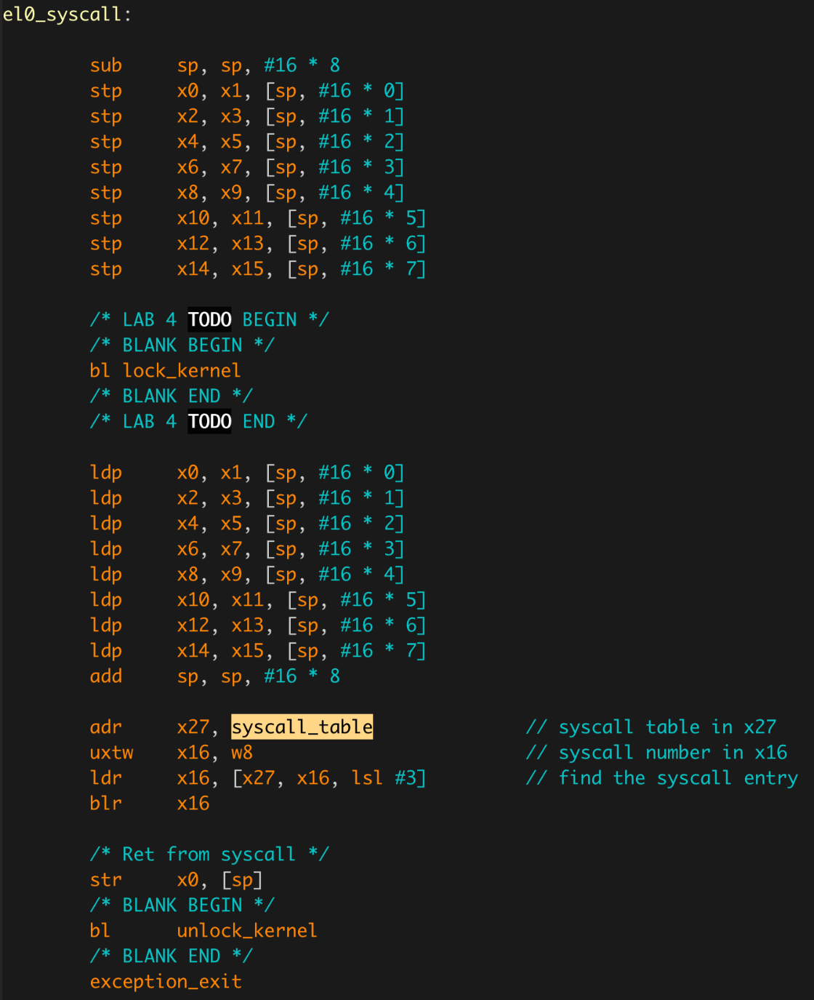 el0_syscall:
sub sp, sp, #16 * 8
stp x0, x1, [sp, #16 * 0]
stp x2, x3, [sp, #16 * 1]
stp x4, x5, [sp, #16 * 2]
stp x6, x7, [sp, #16 * 3]
stp x8, x9, [sp, #16 * 4]
stp x10, x11, [sp, #16 * 5]
stp x12, x13, [sp, #16 * 6]
stp x14, x15, [sp, #16 * 7]
/* LAB 4 TODO BEGIN */
/* BLANK BEGIN */
bl lock_kernel
/* BLANK END */
/* LAB 4 TODO END */
ldp x0, x1, [sp, #16 * 0]
ldp x2, x3, [sp, #16 * 1]
ldp x4, x5, [sp, #16 * 2]
ldp x6, x7, [sp, #16 * 3]
ldp x8, x9, [sp, #16 * 4]
ldp x10, x11, [sp, #16 * 5]
ldp x12, x13, [sp, #16 * 6]
ldp x14, x15, [sp, #16 * 7]
add sp, sp, #16 * 8
adr x27, syscall_table // syscall table in x27
uxtw x16, w8 // syscall number in x16
ldr x16, [x27, x16, lsl #3] // find the syscall entry
blr x16
/* Ret from syscall */
str x0, [sp]
/* BLANK BEGIN */
bl unlock_kernel
/* BLANK END */
exception_exit